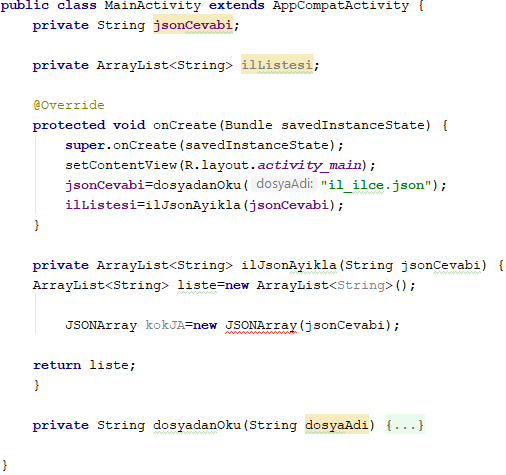 public class MainActivity extends AppCompatActivity {
private String jsonCevabi;
private ArrayList<String> ilListesi;
@Override
protected void onCreate(Bundle savedInstanceState) {
super.onCreate(savedInstanceState);
setContentView(R.layout.activity_main);
jsonCevabi=dosyadanOku( dosyaAdi: "il_ilce.json");
ilListesi=ilJsonAyikla(jsonCevabi);
}
private ArrayList<String> ilJsonAyikla(String jsonCevabi) {
ArrayList<String> liste=new ArrayList<String>();
JSONArray kokJA=new JSONArray(jsonCevabi);
return liste;
}
private String dosyadanOku(String dosyaAdi) {...}
}